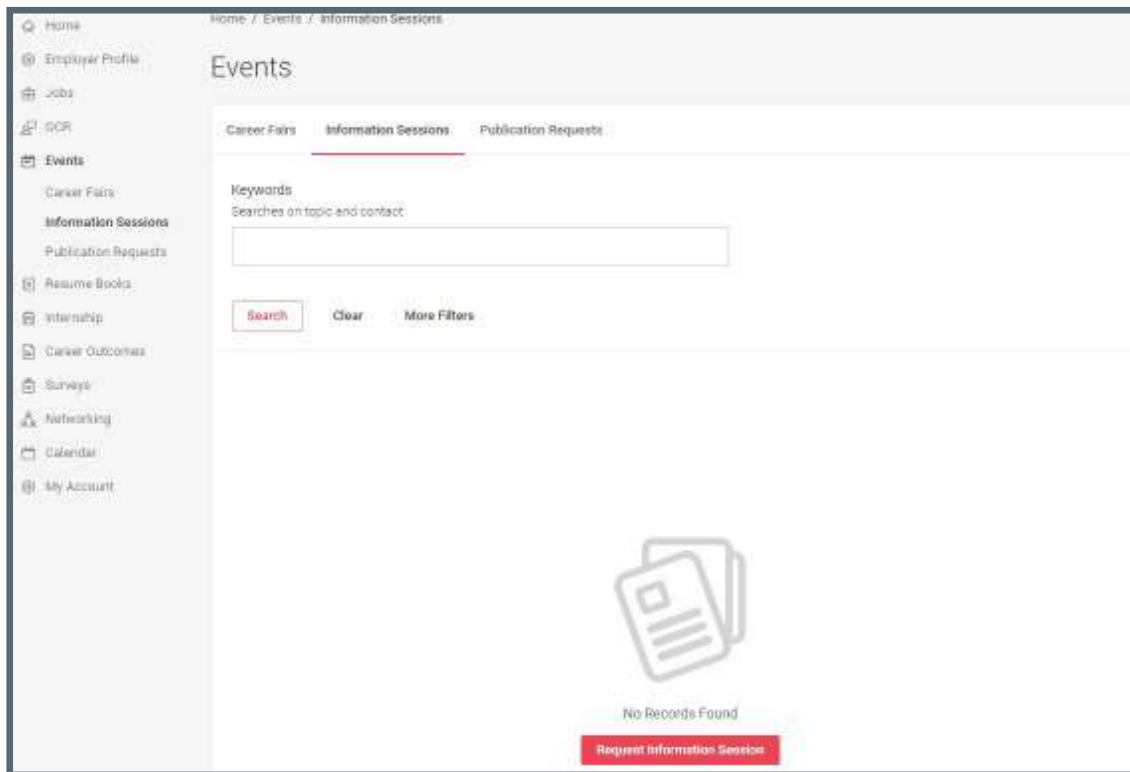 Home
Employer Profile
Jobs
OCR
Events
Career Fairs
Information Sessions
Publication Requests
Resume Books
Internship
Career Outcomes
Surveys
Networking
Calendar
My Account
Home / Events / Information Sessions
Events
Career Fairs Information Sessions Publication Requests
Keywords
Searches on topic and contact
Search Clear More Filters
No Records Found
Request Information Session